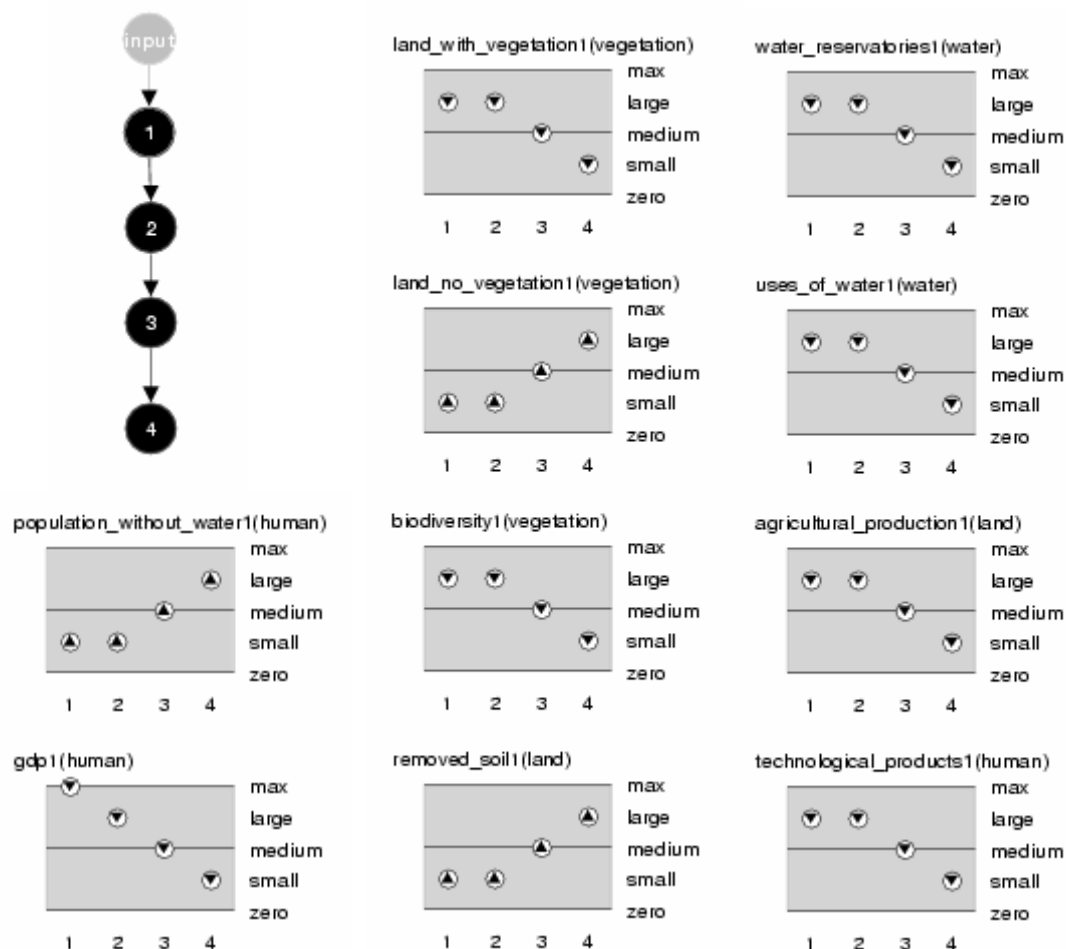 input
1
2
3
4
land_with_vegetation1(vegetation)
max
large
medium
small
zero
1 2 3 4
water_reservatories1(water)
max
large
medium
small
zero
1 2 3 4
land_no_vegetation1(vegetation)
max
large
medium
small
zero
1 2 3 4
uses_of_water1(water)
max
large
medium
small
zero
1 2 3 4
population_without_water1(human)
max
large
medium
small
zero
1 2 3 4
biodiversity1(vegetation)
max
large
medium
small
zero
1 2 3 4
agricultural_production1(land)
max
large
medium
small
zero
1 2 3 4
gdp1(human)
max
large
medium
small
zero
1 2 3 4
removed_soil1(land)
max
large
medium
small
zero
1 2 3 4
technological_products1(human)
max
large
medium
small
zero
1 2 3 4